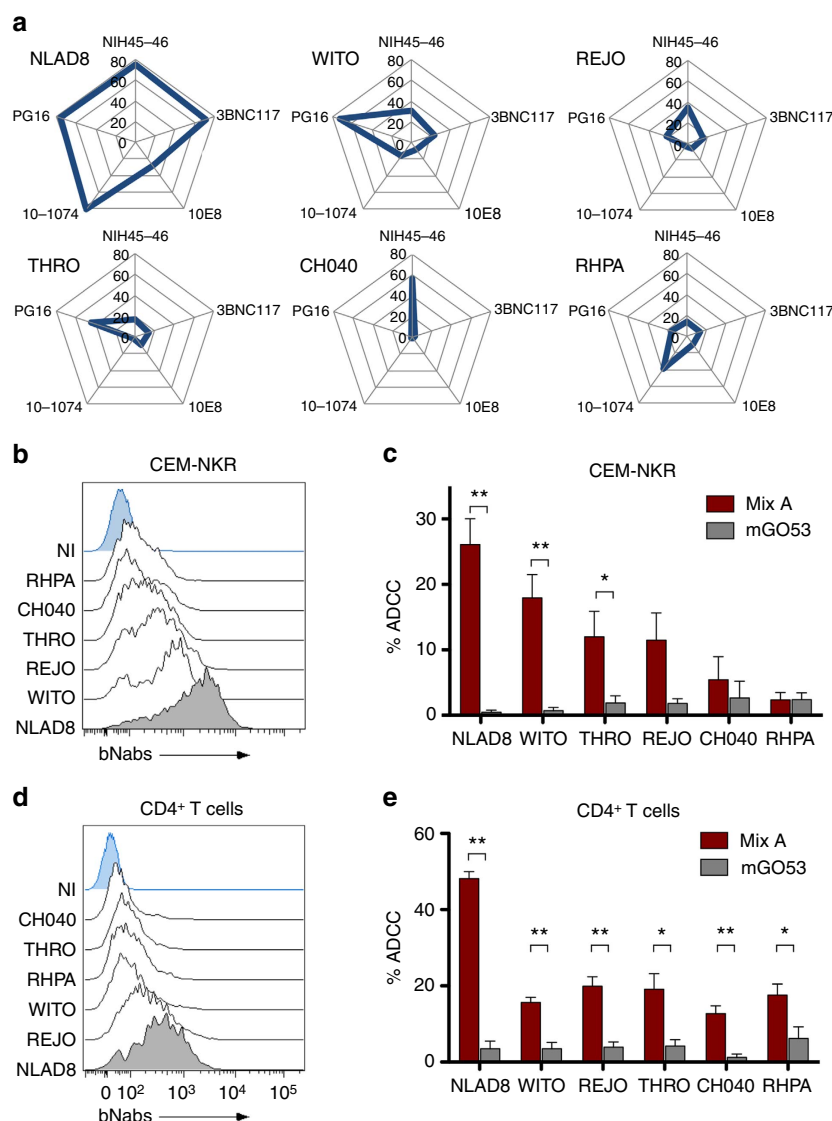 a
NLAD8
NIH45–46
80
60
40
20
0
PG16
3BNC117
10–1074
10E8
WITO
NIH45–46
80
60
40
20
0
PG16
3BNC117
10–1074
10E8
REJO
NIH45–46
80
60
40
20
0
PG16
3BNC117
10–1074
10E8
THRO
NIH45–46
80
60
40
20
0
PG16
3BNC117
10–1074
10E8
CH040
NIH45–46
80
60
40
20
0
PG16
3BNC117
10–1074
10E8
RHPA
NIH45–46
80
60
40
20
0
PG16
3BNC117
10–1074
10E8
b
CEM-NKR
NI
RHPA
CH040
THRO
REJO
WITO
NLAD8
bNabs
c
CEM-NKR
% ADCC
30
20
10
0
**
**
*
Mix A
mGO53
NLAD8 WITO THRO REJO CH040 RHPA
d
CD4+ T cells
NI
CH040
THRO
RHPA
WITO
REJO
NLAD8
0 10² 10³ 10⁴ 10⁵
bNabs
e
CD4+ T cells
% ADCC
60
40
20
0
**
**
**
*
**
*
Mix A
mGO53
NLAD8 WITO REJO THRO CH040 RHPA